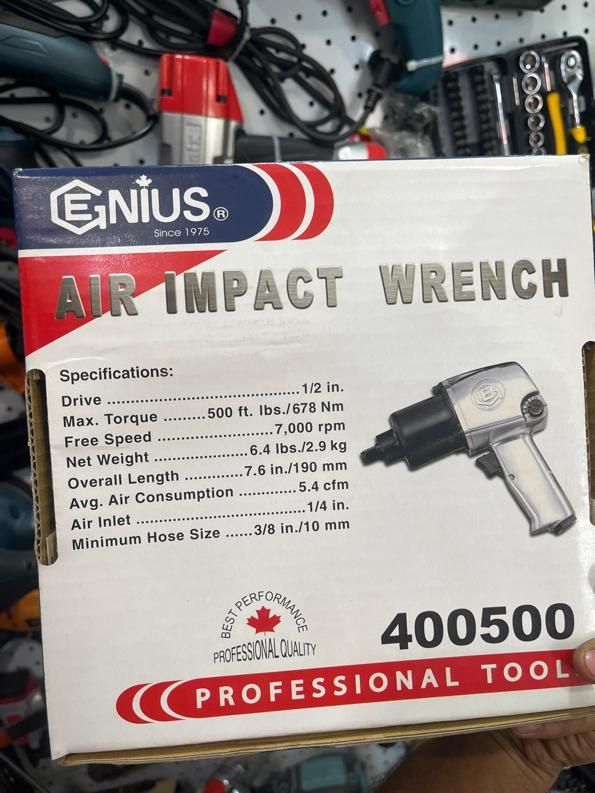 GENIUS®
Since 1975
AIR IMPACT WRENCH
Specifications:
Drive ........................................1/2 in.
Max. Torque .........500 ft. lbs./678 Nm
Free Speed ..........................7,000 rpm
Net Weight ....................6.4 lbs./2.9 kg
Overall Length ...........7.6 in./190 mm
Avg. Air Consumption ............5.4 cfm
Air Inlet ....................................1/4 in.
Minimum Hose Size ......3/8 in./10 mm
BEST PERFORMANCE
PROFESSIONAL QUALITY
400500
PROFESSIONAL TOOL